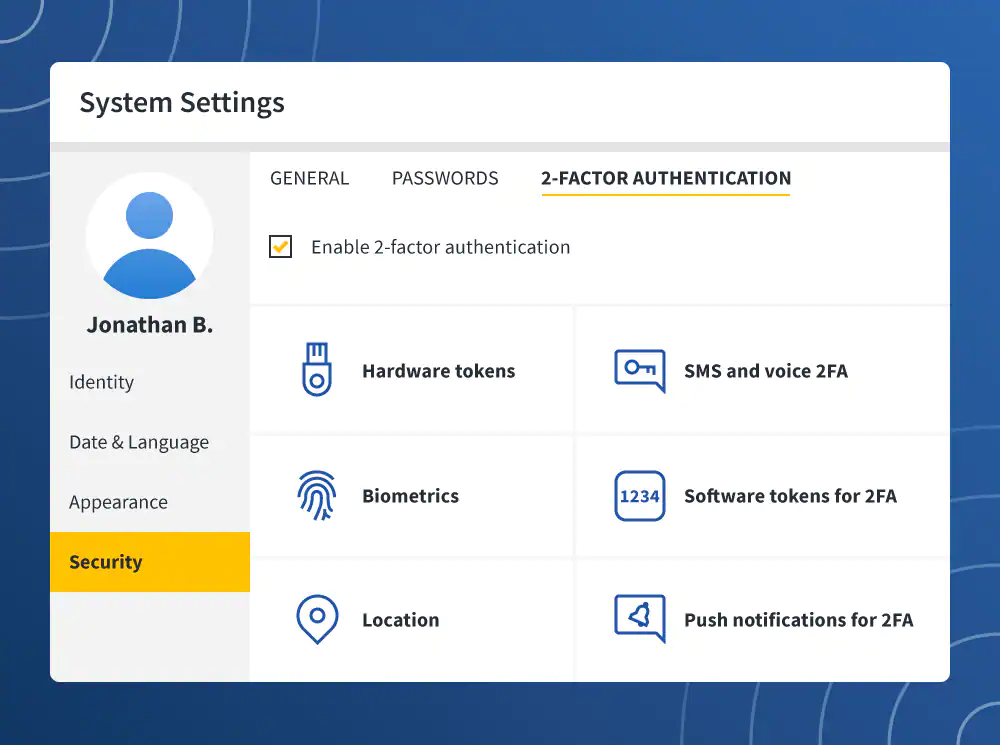 System Settings
GENERAL
PASSWORDS
2-FACTOR AUTHENTICATION
Enable 2-factor authentication
Jonathan B.
Identity
Date & Language
Appearance
Security
Hardware tokens
SMS and voice 2FA
Biometrics
1234
Software tokens for 2FA
Location
Push notifications for 2FA